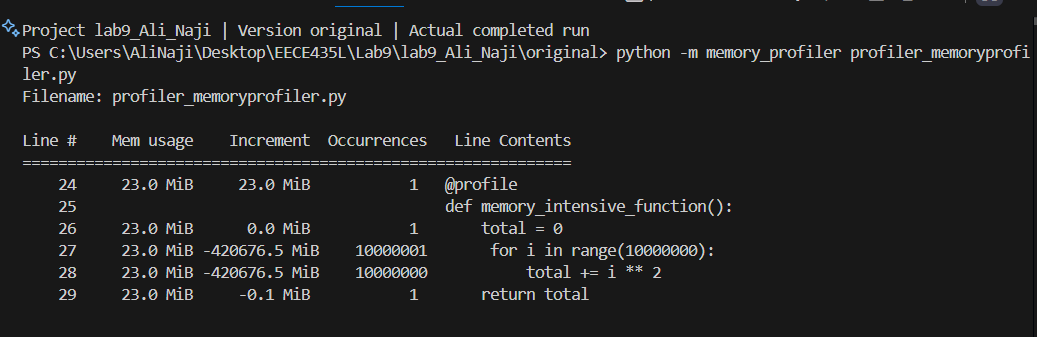 Project lab9_Ali_Naji | Version original | Actual completed run
PS C:\Users\AliNaji\Desktop\EECE435L\Lab9\lab9_Ali_Naji\original> python -m memory_profiler profiler_memoryprofi
ler.py
Filename: profiler_memoryprofiler.py

Line #    Mem usage    Increment  Occurrences   Line Contents
=============================================================
    24     23.0 MiB     23.0 MiB           1   @profile
    25                                         def memory_intensive_function():
    26     23.0 MiB      0.0 MiB           1       total = 0
    27     23.0 MiB -420676.5 MiB    10000001        for i in range(10000000):
    28     23.0 MiB -420676.5 MiB    10000000            total += i ** 2
    29     23.0 MiB     -0.1 MiB           1       return total